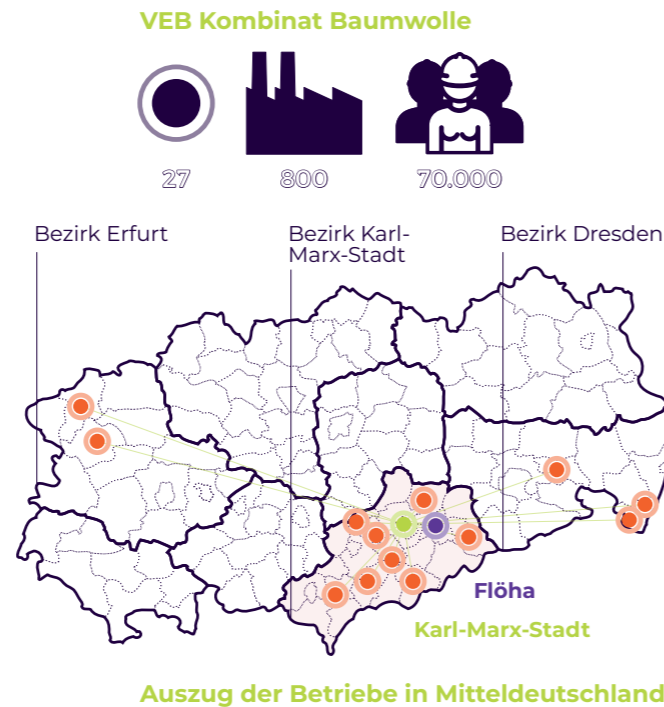 VEB Kombinat Baumwolle
27
800
70.000
Bezirk Erfurt
Bezirk Karl-
Marx-Stadt
Bezirk Dresden
Flöha
Karl-Marx-Stadt
Auszug der Betriebe in Mitteldeutschland